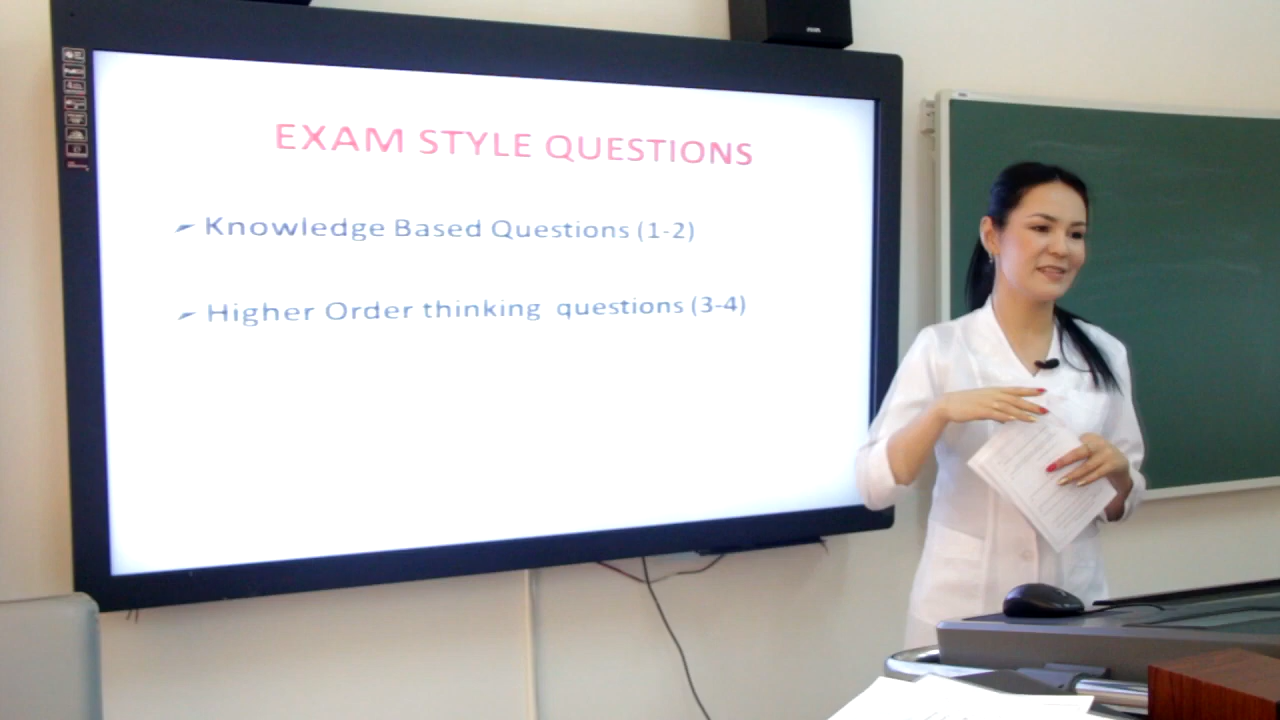 EXAM STYLE QUESTIONS
Knowledge Based Questions (1-2)
Higher Order thinking questions (3-4)